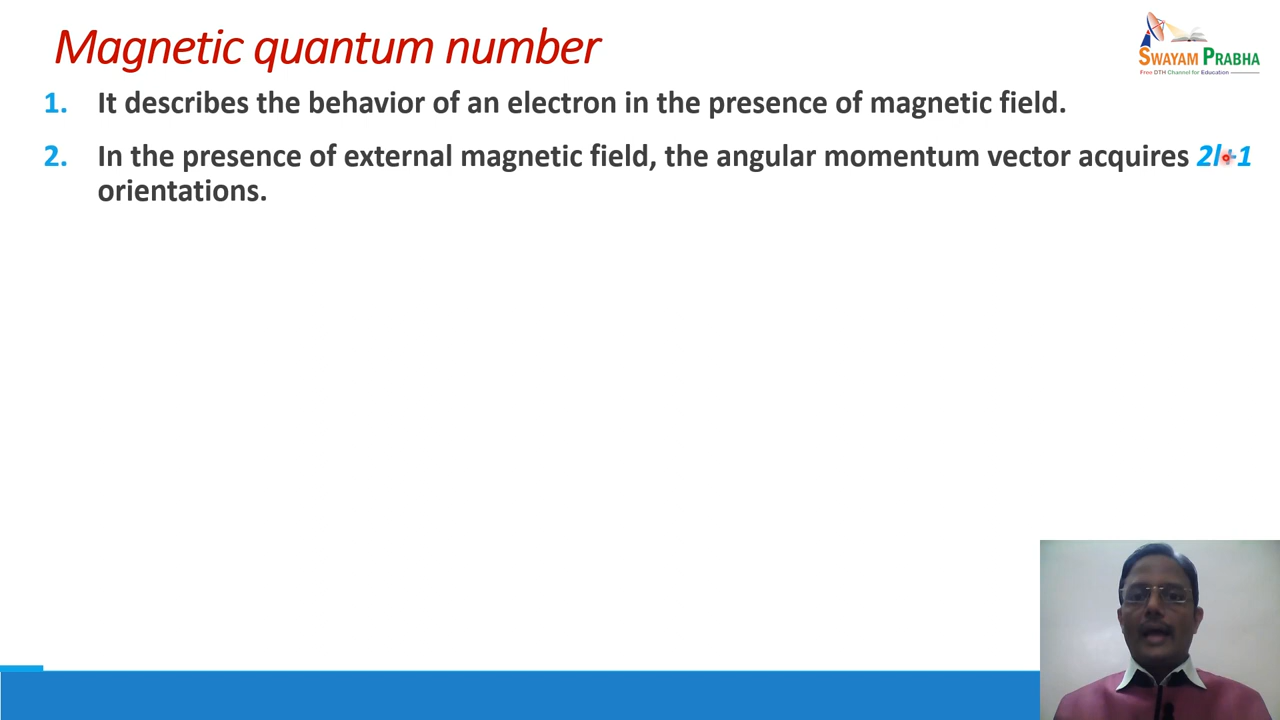 Magnetic quantum number
SWAYAM PRABHA
Free DTH Channel for Education
1. It describes the behavior of an electron in the presence of magnetic field.
2. In the presence of external magnetic field, the angular momentum vector acquires 2l+1
orientations.